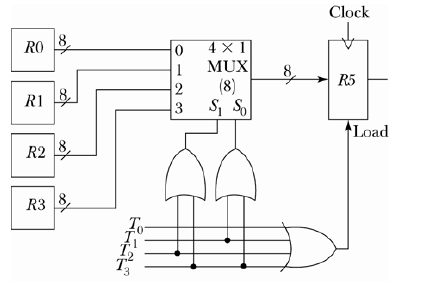 Clock
R0
8
0
4 × 1
MUX
(8)
S1 S0
1
2
3
8
R5
R1
8
Load
R2
8
R3
8
T0
T1
T2
T3